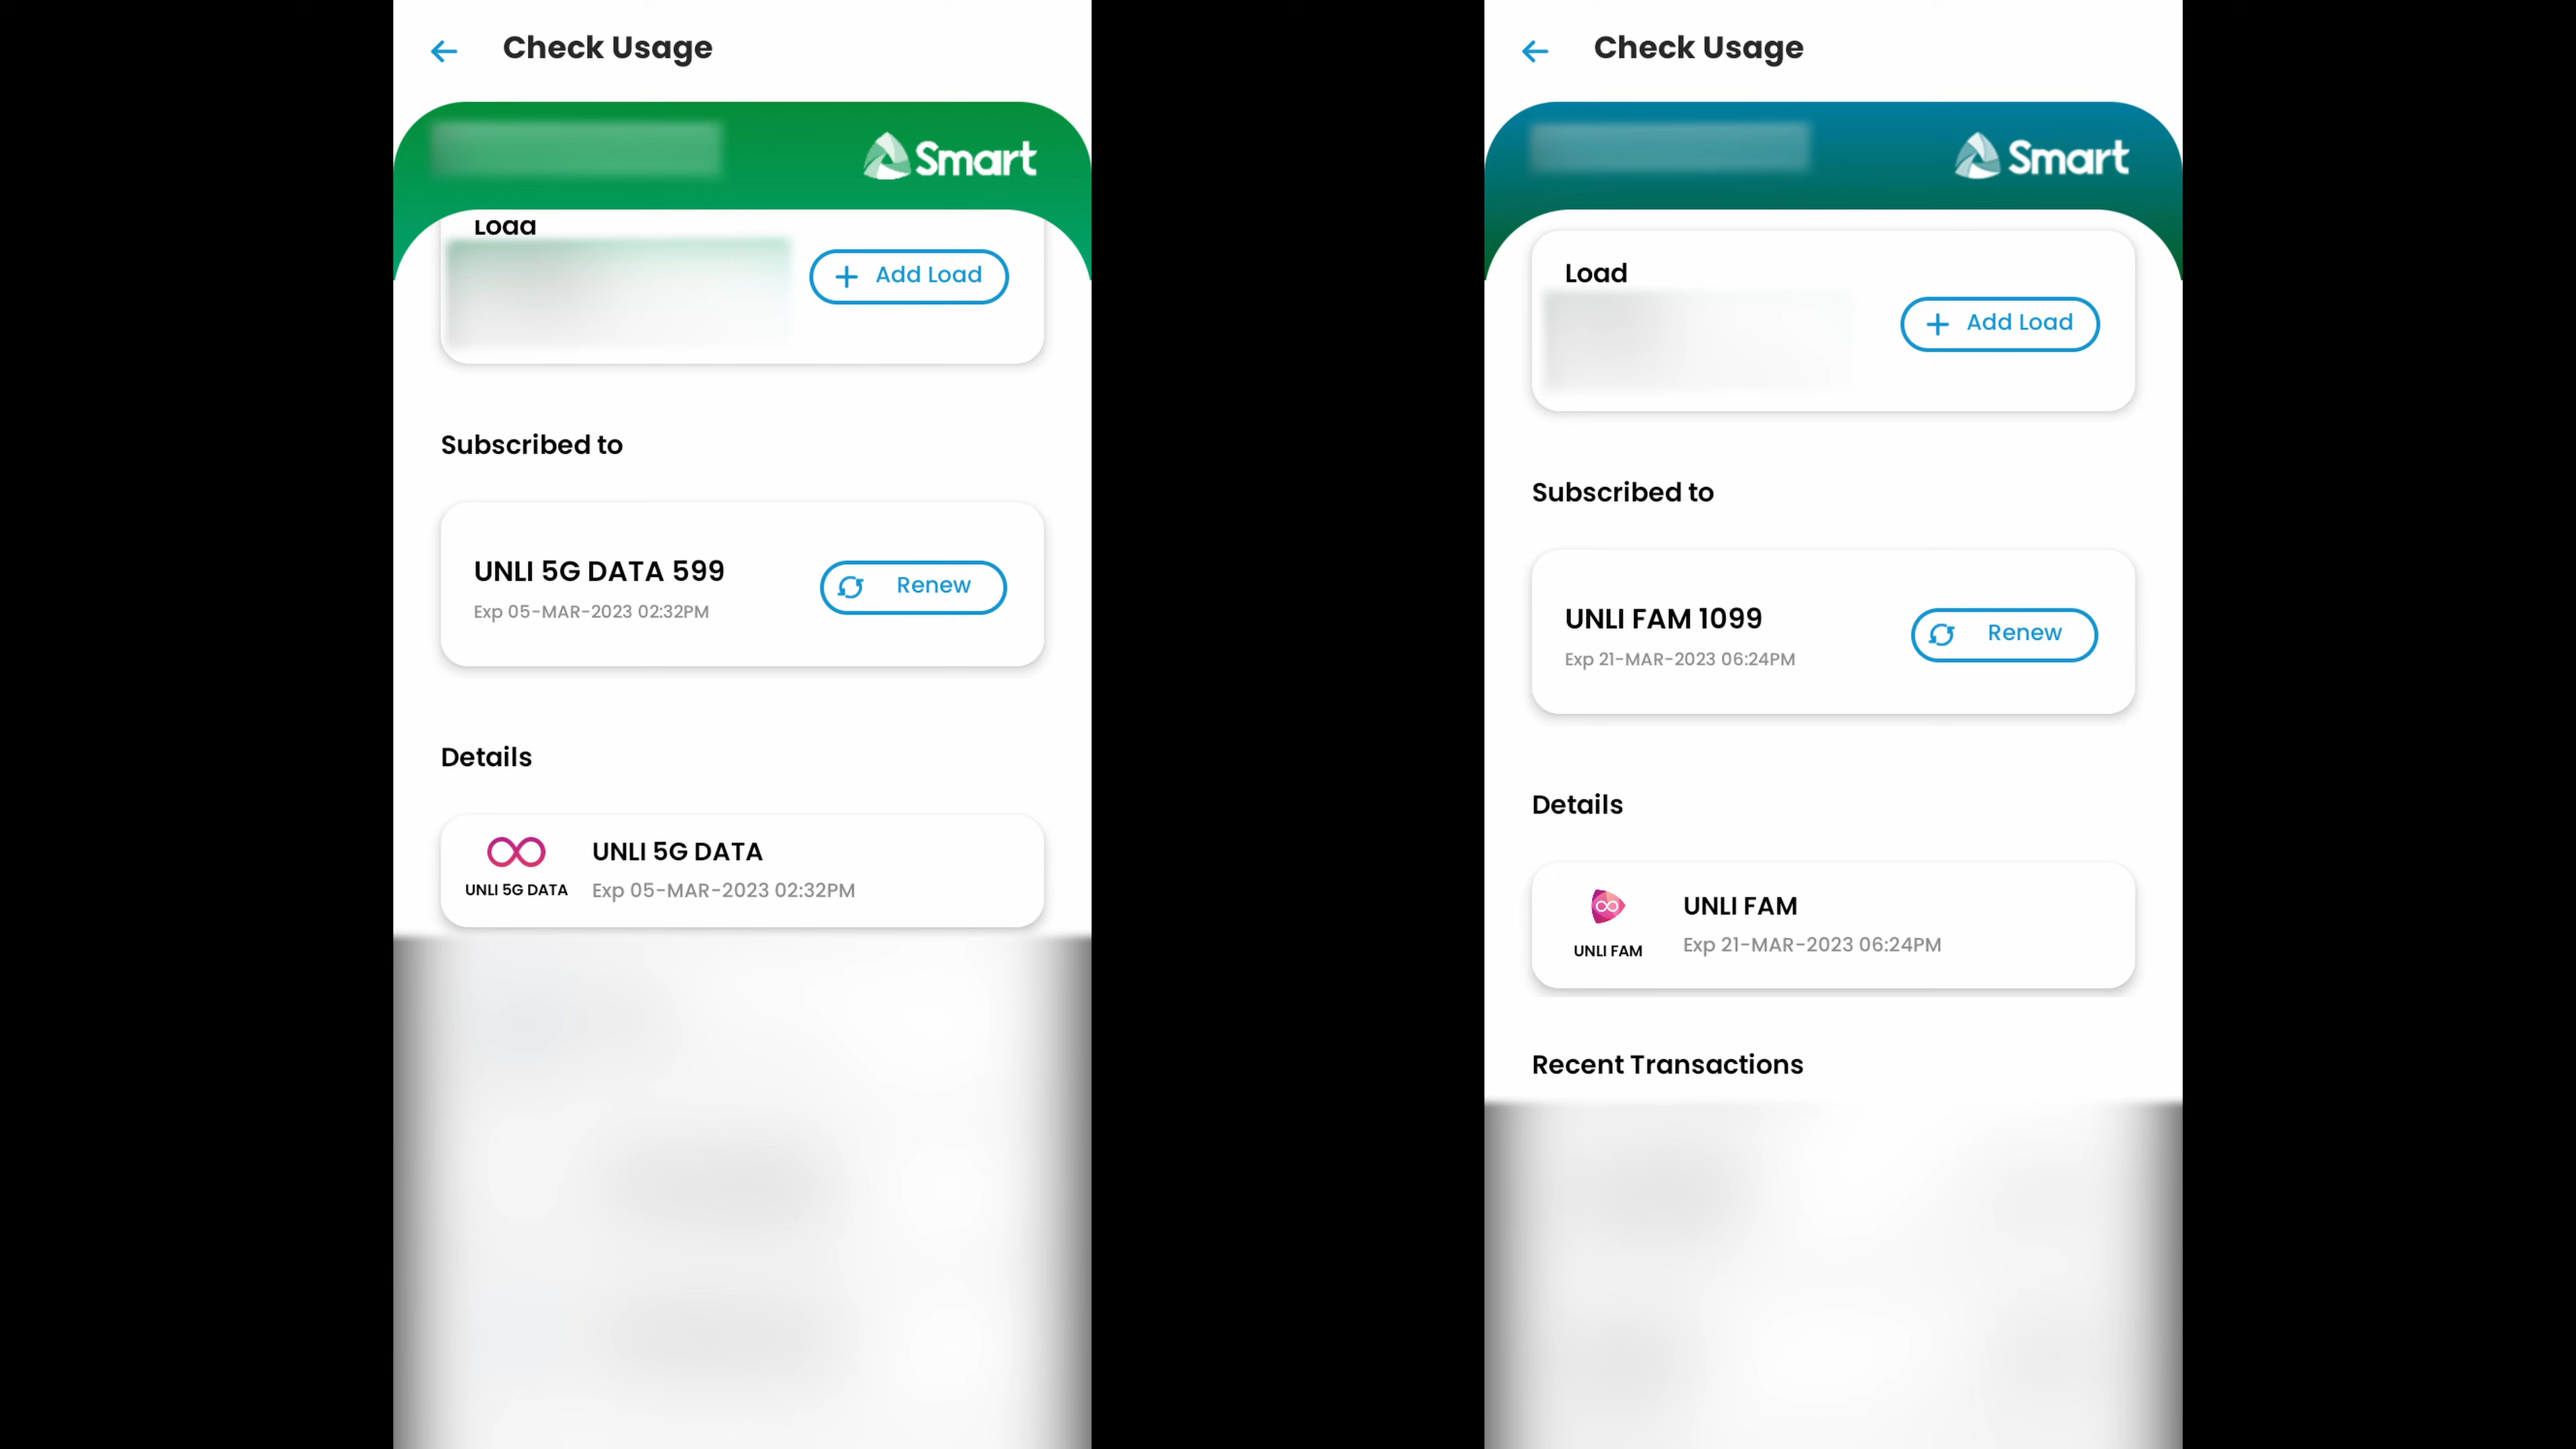 Check Usage
Smart
Load
Add Load
Subscribed to
UNLI 5G DATA 599
Exp 05-MAR-2023 02:32PM
Renew
Details
UNLI 5G DATA
UNLI 5G DATA
Exp 05-MAR-2023 02:32PM
Check Usage
Smart
Load
Add Load
Subscribed to
UNLI FAM 1099
Exp 21-MAR-2023 06:24PM
Renew
Details
UNLI FAM
UNLI FAM
Exp 21-MAR-2023 06:24PM
Recent Transactions